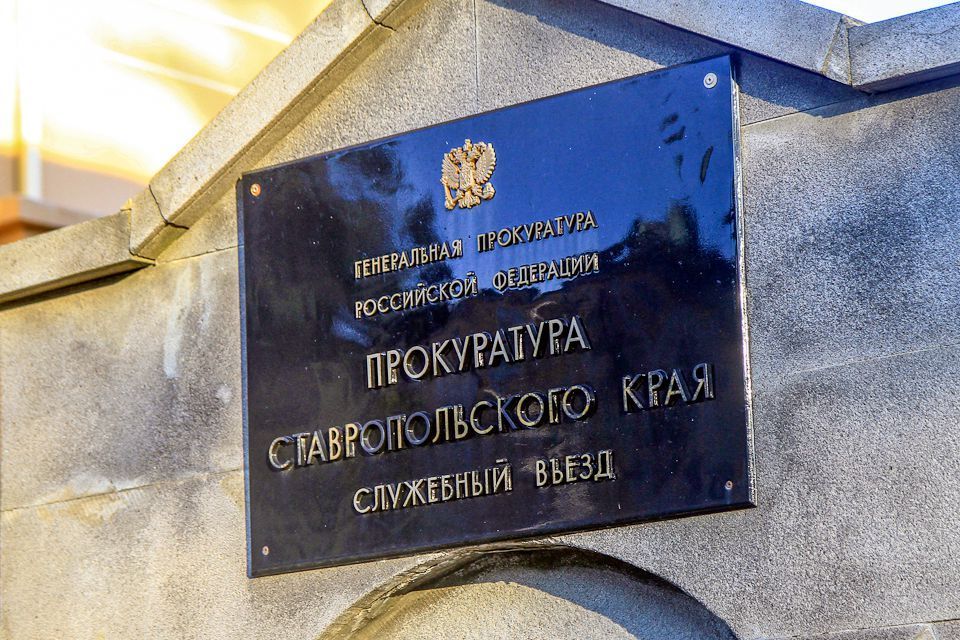 ГЕНЕРАЛЬНАЯ ПРОКУРАТУРА
РОССИЙСКОЙ ФЕДЕРАЦИИ
ПРОКУРАТУРА
СТАВРОПОЛЬСКОГО КРАЯ
СЛУЖЕБНЫЙ ВЪЕЗД